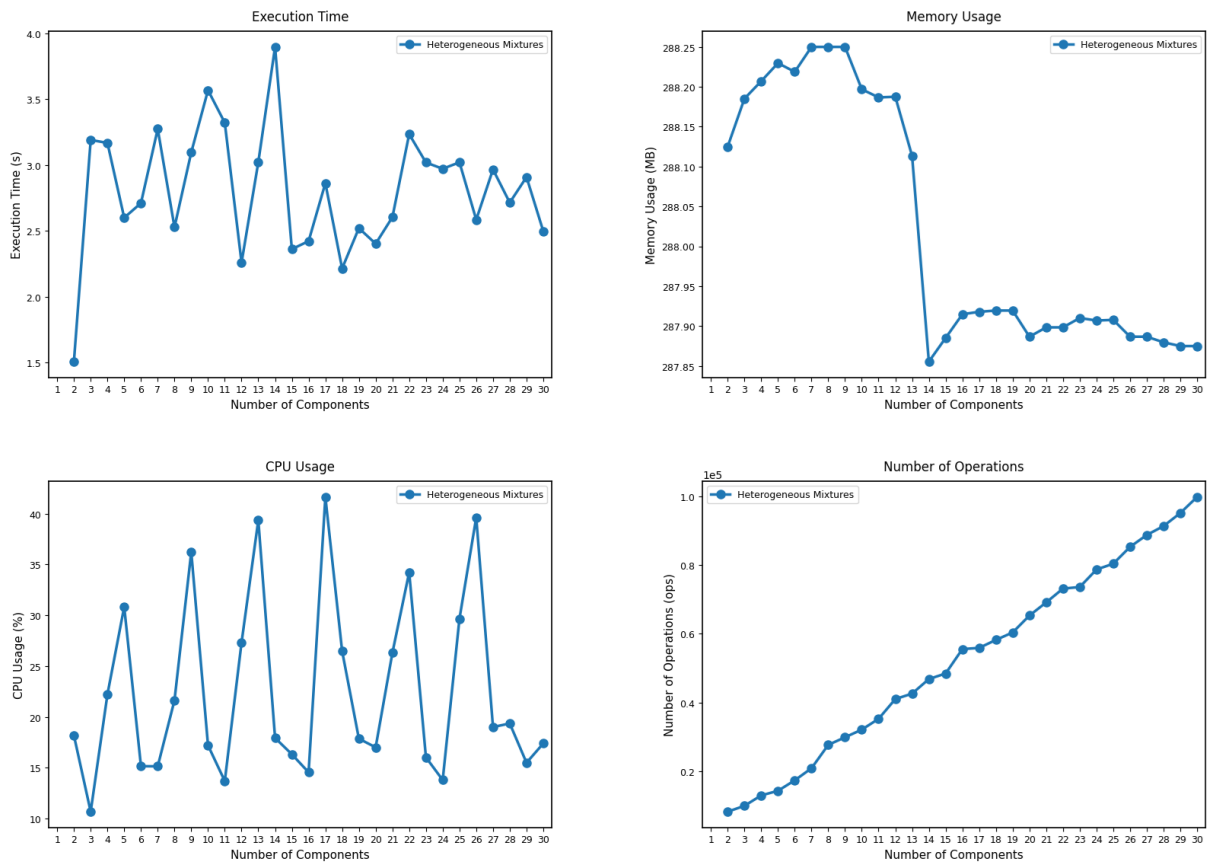 Execution Time
Heterogeneous Mixtures
Execution Time (s)
4.0
3.5
3.0
2.5
2.0
1.5
1 2 3 4 5 6 7 8 9 10 11 12 13 14 15 16 17 18 19 20 21 22 23 24 25 26 27 28 29 30
Number of Components
Memory Usage
Heterogeneous Mixtures
Memory Usage (MB)
288.25
288.20
288.15
288.10
288.05
288.00
287.95
287.90
287.85
1 2 3 4 5 6 7 8 9 10 11 12 13 14 15 16 17 18 19 20 21 22 23 24 25 26 27 28 29 30
Number of Components
CPU Usage
Heterogeneous Mixtures
CPU Usage (%)
40
35
30
25
20
15
10
1 2 3 4 5 6 7 8 9 10 11 12 13 14 15 16 17 18 19 20 21 22 23 24 25 26 27 28 29 30
Number of Components
Number of Operations
1e5
Heterogeneous Mixtures
Number of Operations (ops)
1.0
0.8
0.6
0.4
0.2
1 2 3 4 5 6 7 8 9 10 11 12 13 14 15 16 17 18 19 20 21 22 23 24 25 26 27 28 29 30
Number of Components